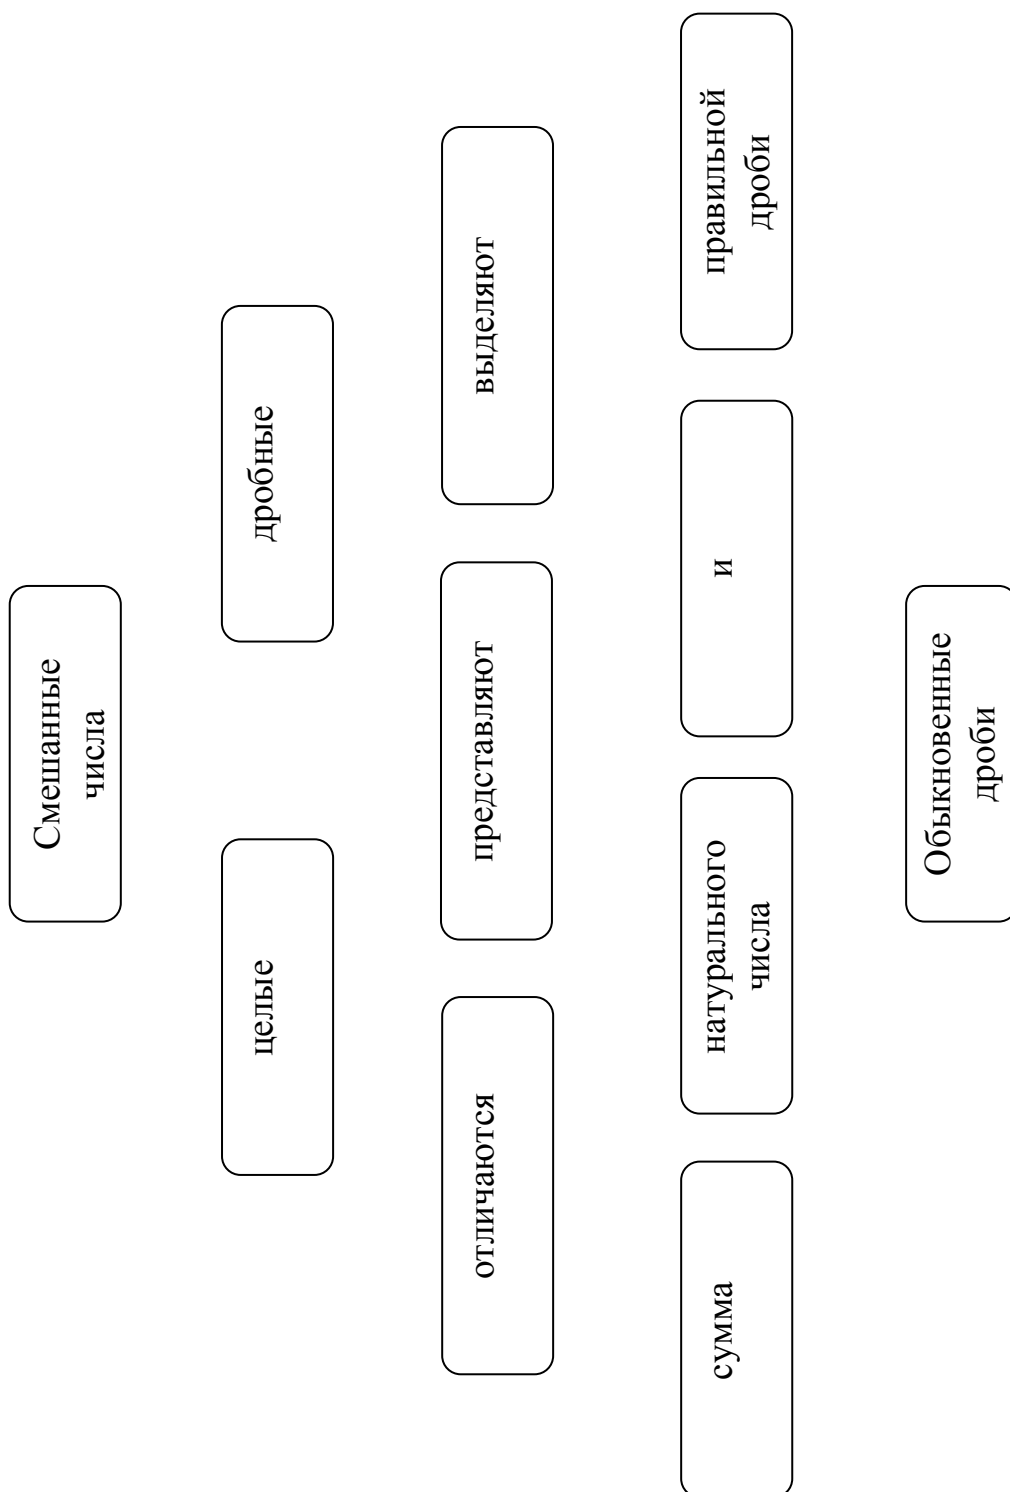 Смешанные
числа
целые
дробные
отличаются
представляют
выделяют
сумма
натурального
числа
и
правильной
дроби
Обыкновенные
дроби